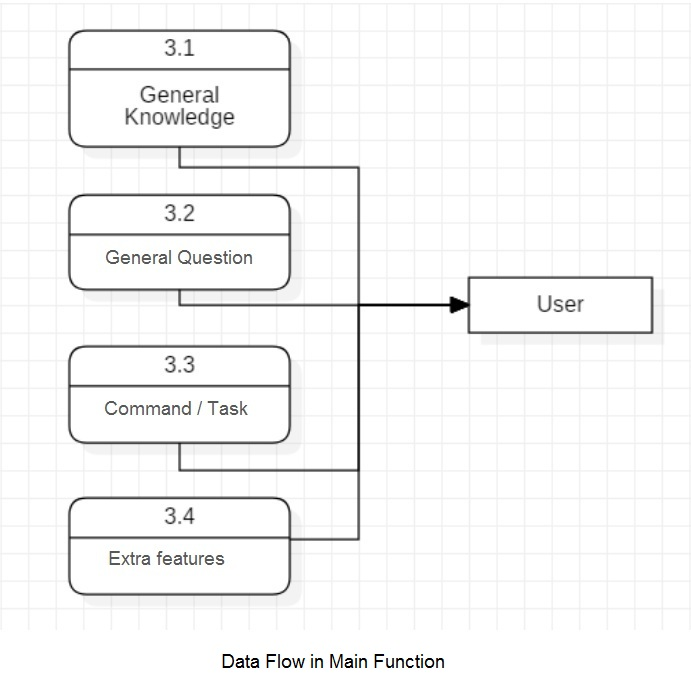 3.1
General
Knowledge
3.2
General Question
User
3.3
Command / Task
3.4
Extra features
Data Flow in Main Function